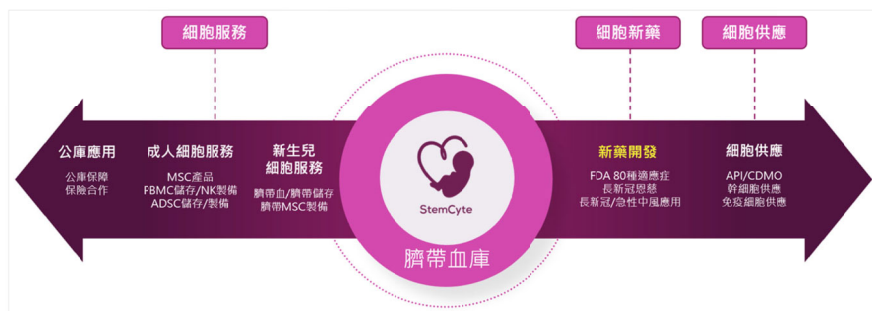 細胞服務
細胞新藥
細胞供應
公庫應用
公庫保障
保險合作
成人細胞服務
MSC產品
PBMC儲存/NK製備
ADSC儲存/製備
新生兒
細胞服務
臍帶血/臍帶儲存
臍帶MSC製備
StemCyte
臍帶血庫
新藥開發
FDA 80種適應症
長新冠恩慈
長新冠/急性中風應用
細胞供應
API/CDMO
幹細胞供應
免疫細胞供應